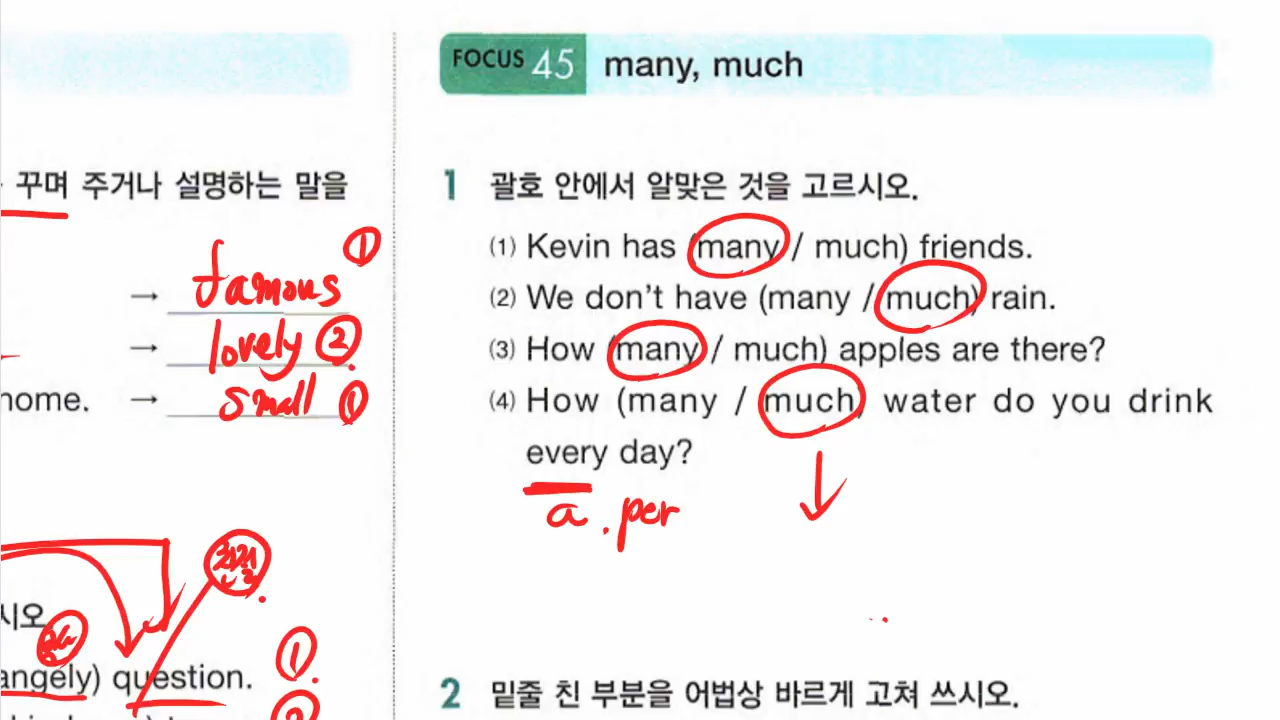 꾸며 주거나 설명하는 말을
①
→ famous
→ lovely ②
home. → small ①
시오.
angely) question.
①
FOCUS 45 many, much
1 괄호 안에서 알맞은 것을 고르시오.
(1) Kevin has (many / much) friends.
(2) We don't have (many / much) rain.
(3) How (many / much) apples are there?
(4) How (many / much) water do you drink
every day?
a . per
2 밑줄 친 부분을 어법상 바르게 고쳐 쓰시오.